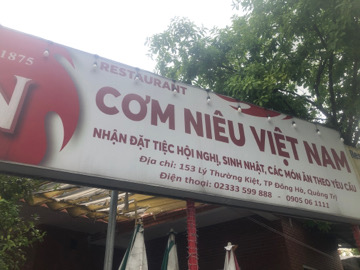 1875
N
RESTAURANT
CƠM NIÊU VIỆT NAM
NHẬN ĐẶT TIỆC HỘI NGHỊ, SINH NHẬT, CÁC MÓN ĂN THEO YÊU CẦU
Địa chỉ: 153 Lý Thường Kiệt, TP Đông Hà, Quảng Trị
Điện thoại: 02333 599 888 - 0905 06 1111